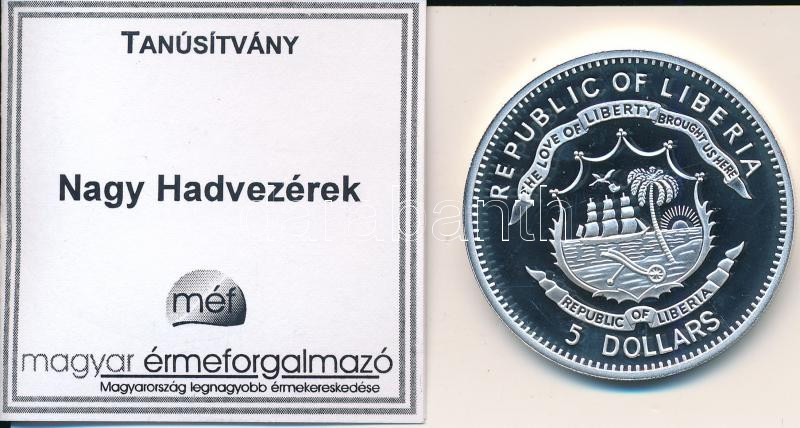 TANÚSÍTVÁNY
Nagy Hadvezérek
méf
magyar érmeforgalmazó
Magyarország legnagyobb érmekereskedése
REPUBLIC OF LIBERIA
THE LOVE OF LIBERTY BROUGHT US HERE
REPUBLIC OF LIBERIA
5 DOLLARS